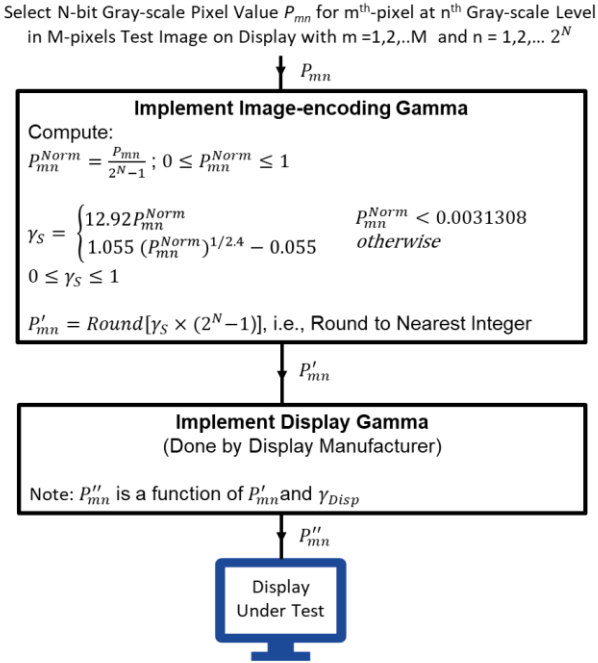 Select N-bit Gray-scale Pixel Value P_mn for m^th-pixel at n^th Gray-scale Level
in M-pixels Test Image on Display with m =1,2,..M and n = 1,2,… 2^N
P_mn
Implement Image-encoding Gamma
Compute:
P_mn^Norm = P_mn / 2^N−1 ; 0 ≤ P_mn^Norm ≤ 1
γ_S = { 12.92P_mn^Norm P_mn^Norm < 0.0031308
1.055 (P_mn^Norm)^1/2.4 − 0.055 otherwise
0 ≤ γ_S ≤ 1
P′_mn = Round[γ_S × (2^N−1)], i.e., Round to Nearest Integer
P′_mn
Implement Display Gamma
(Done by Display Manufacturer)
Note: P′′_mn is a function of P′_mn and γ_Disp
P′′_mn
Display
Under Test